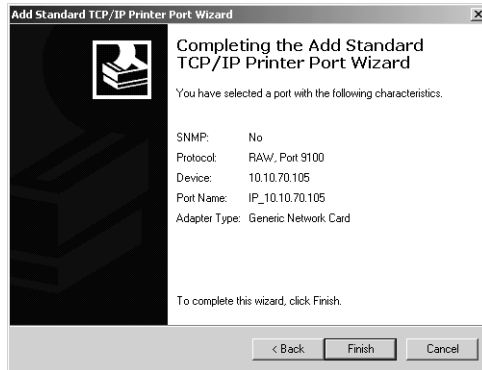 Add Standard TCP/IP Printer Port Wizard
Completing the Add Standard
TCP/IP Printer Port Wizard
You have selected a port with the following characteristics.
SNMP: No
Protocol: RAW, Port 9100
Device: 10.10.70.105
Port Name: IP_10.10.70.105
Adapter Type: Generic Network Card
To complete this wizard, click Finish.
< Back Finish Cancel